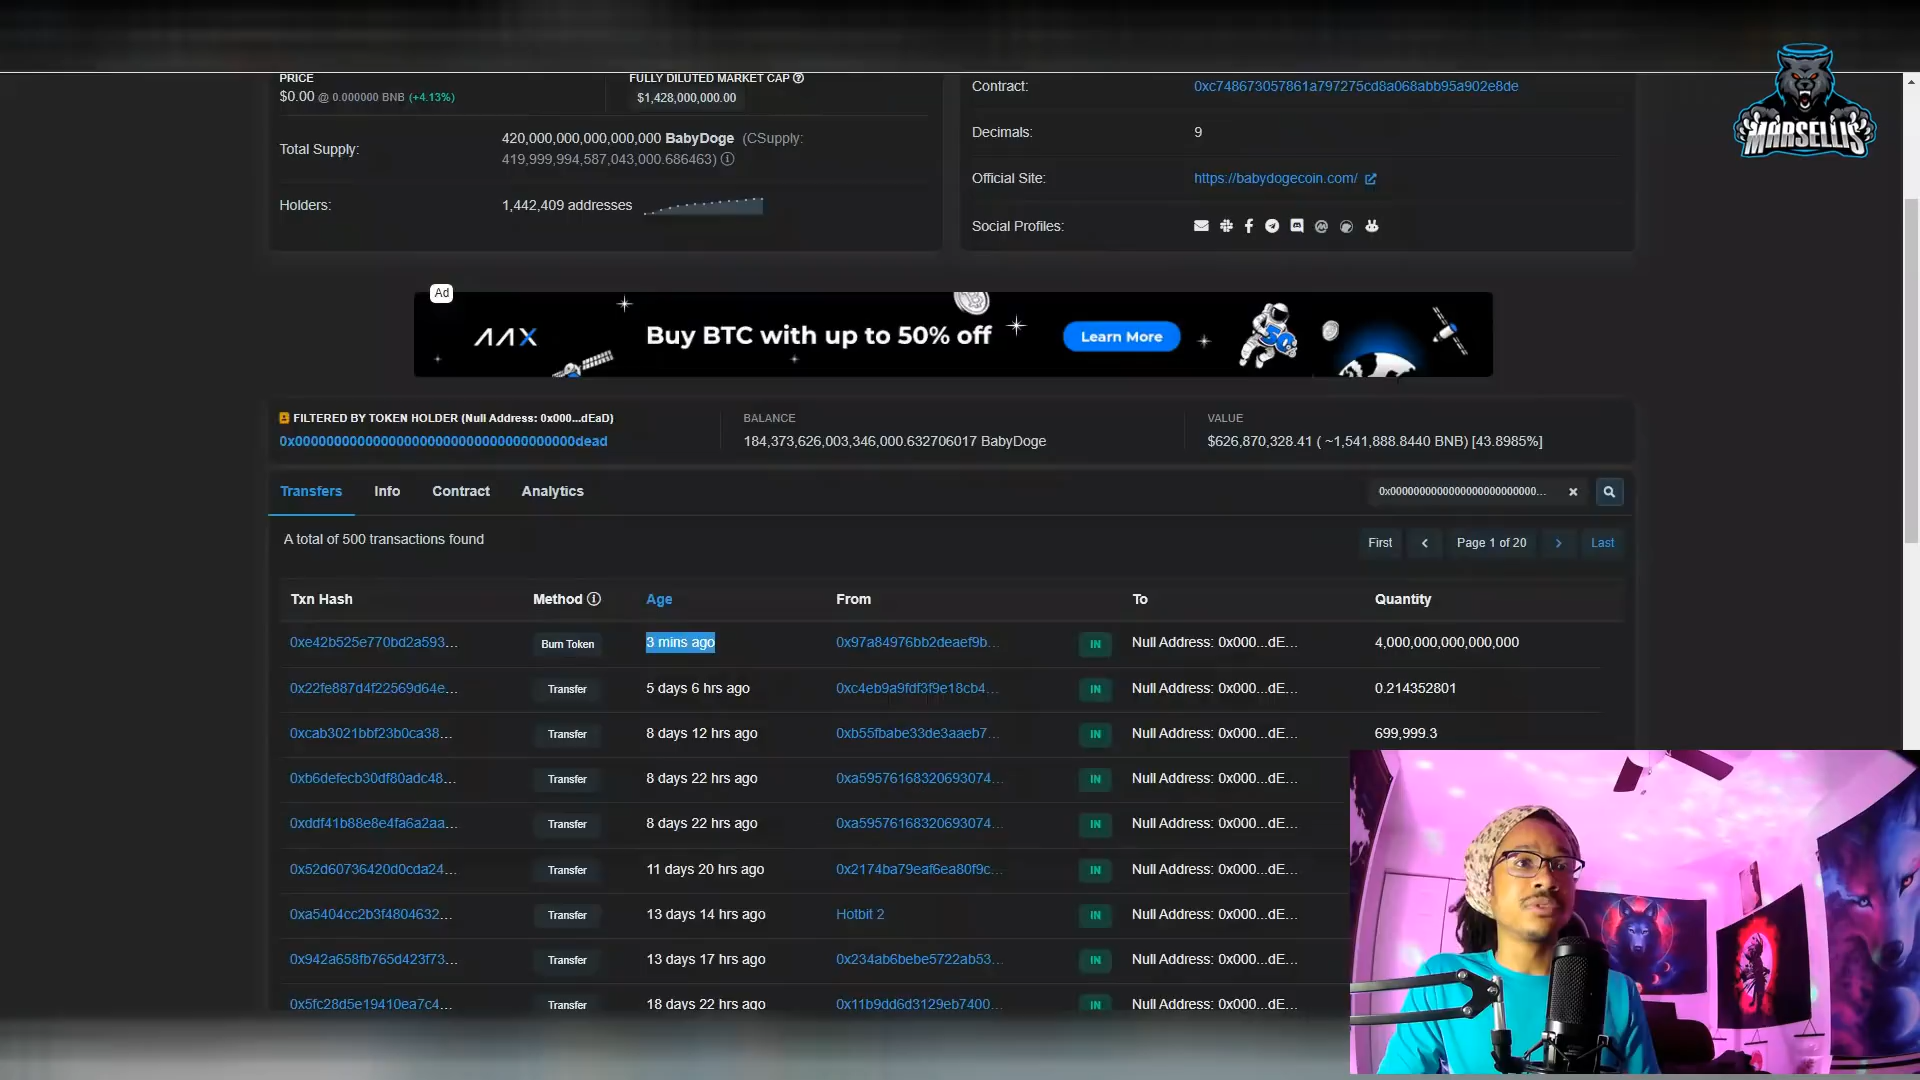 MARSELLIS
PRICE
$0.00 @ 0.000000 BNB (+4.13%)
FULLY DILUTED MARKET CAP
$1,428,000,000.00
Total Supply:
420,000,000,000,000,000 BabyDoge (CSupply:
419,999,994,587,043,000.686463)
Holders:
1,442,409 addresses
Contract:
0xc748673057861a797275cd8a068abb95a902e8de
Decimals:
9
Official Site:
https://babydogecoin.com/
Social Profiles:
Ad
AAX
Buy BTC with up to 50% off
Learn More
FILTERED BY TOKEN HOLDER (Null Address: 0x000...dEaD)
0x000000000000000000000000000000000000dead
BALANCE
184,373,626,003,346,000.632706017 BabyDoge
VALUE
$626,870,328.41 ( ~1,541,888.8440 BNB) [43.8985%]
Transfers Info Contract Analytics
0x0000000000000000000000000...
A total of 500 transactions found
First Page 1 of 20 Last
Txn Hash Method Age From To Quantity
0xe42b525e770bd2a593... Burn Token 3 mins ago 0x97a84976bb2deaef9b... IN Null Address: 0x000...dE... 4,000,000,000,000,000
0x22fe887d4f22569d64e... Transfer 5 days 6 hrs ago 0xc4eb9a9fdf3f9e18cb4... IN Null Address: 0x000...dE... 0.214352801
0xcab3021bbf23b0ca38... Transfer 8 days 12 hrs ago 0xb55fbabe33de3aaeb7... IN Null Address: 0x000...dE... 699,999.3
0xb6defecb30df80adc48... Transfer 8 days 22 hrs ago 0xa59576168320693074... IN Null Address: 0x000...dE...
0xddf41b88e8e4fa6a2aa... Transfer 8 days 22 hrs ago 0xa59576168320693074... IN Null Address: 0x000...dE...
0x52d60736420d0cda24... Transfer 11 days 20 hrs ago 0x2174ba79eaf6ea80f9c... IN Null Address: 0x000...dE...
0xa5404cc2b3f4804632... Transfer 13 days 14 hrs ago Hotbit 2 IN Null Address: 0x000...dE...
0x942a658fb765d423f73... Transfer 13 days 17 hrs ago 0x234ab6bebe5722ab53... IN Null Address: 0x000...dE...
0x5fc28d5e19410ea7c4... Transfer 18 days 22 hrs ago 0x11b9dd6d3129eb7400... IN Null Address: 0x000...dE...